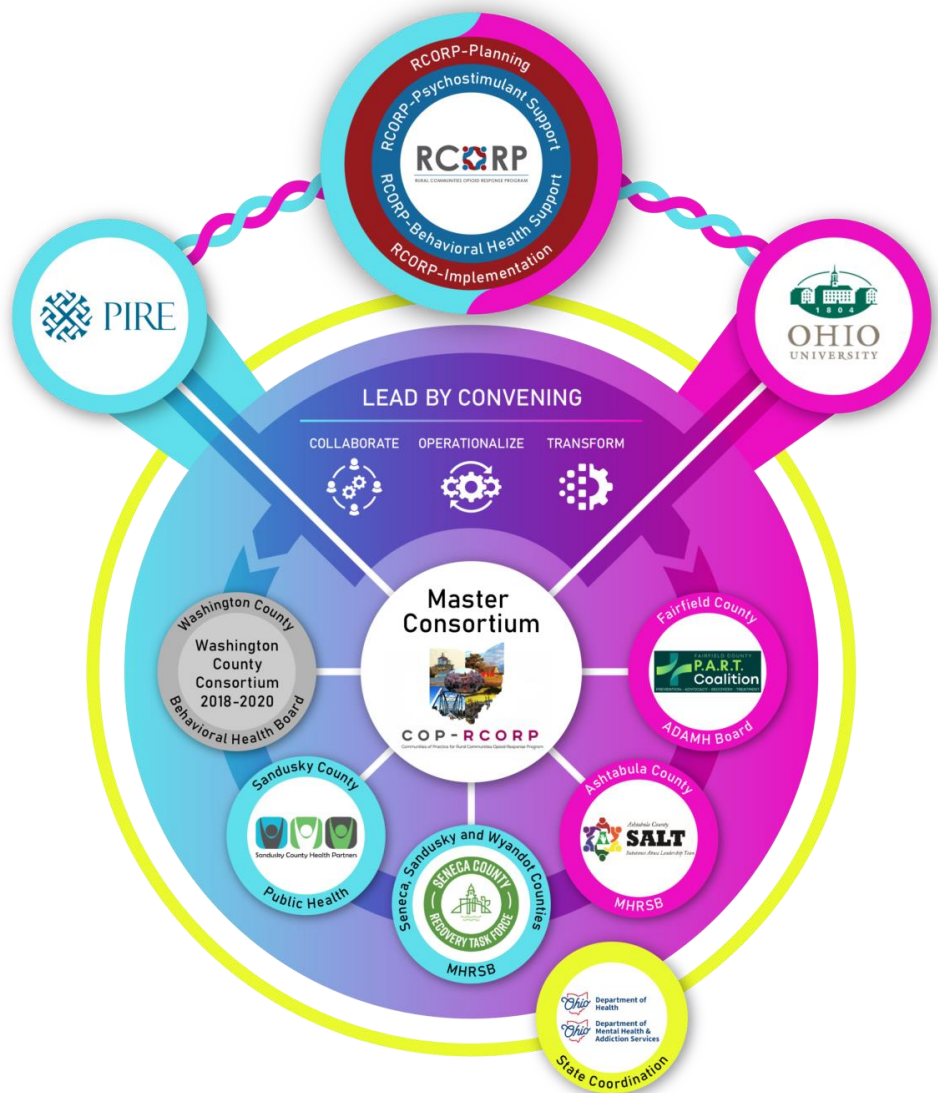 RCORP-Planning
RCORP-Psychostimulant Support
RCORP
RURAL COMMUNITIES OPIOID RESPONSE PROGRAM
RCORP-Behavioral Health Support
RCORP-Implementation
PIRE
1804
OHIO
UNIVERSITY
LEAD BY CONVENING
COLLABORATE
OPERATIONALIZE
TRANSFORM
Master
Consortium
COP-RCORP
Communities of Practice for Rural Communities Opioid Response Program
Washington County
Washington
County
Consortium
2018-2020
Behavioral Health Board
Fairfield County
FAIRFIELD COUNTY
P.A.R.T.
Coalition
PREVENTION • ADVOCACY • RECOVERY • TREATMENT
ADAMH Board
Sandusky County
Sandusky County Health Partners
Public Health
Seneca, Sandusky and Wyandot Counties
SENECA COUNTY
RECOVERY TASK FORCE
MHRSB
Ashtabula County
Ashtabula County
SALT
Substance Abuse Leadership Team
MHRSB
Ohio
Department of
Health
Ohio
Department of
Mental Health &
Addiction Services
State Coordination